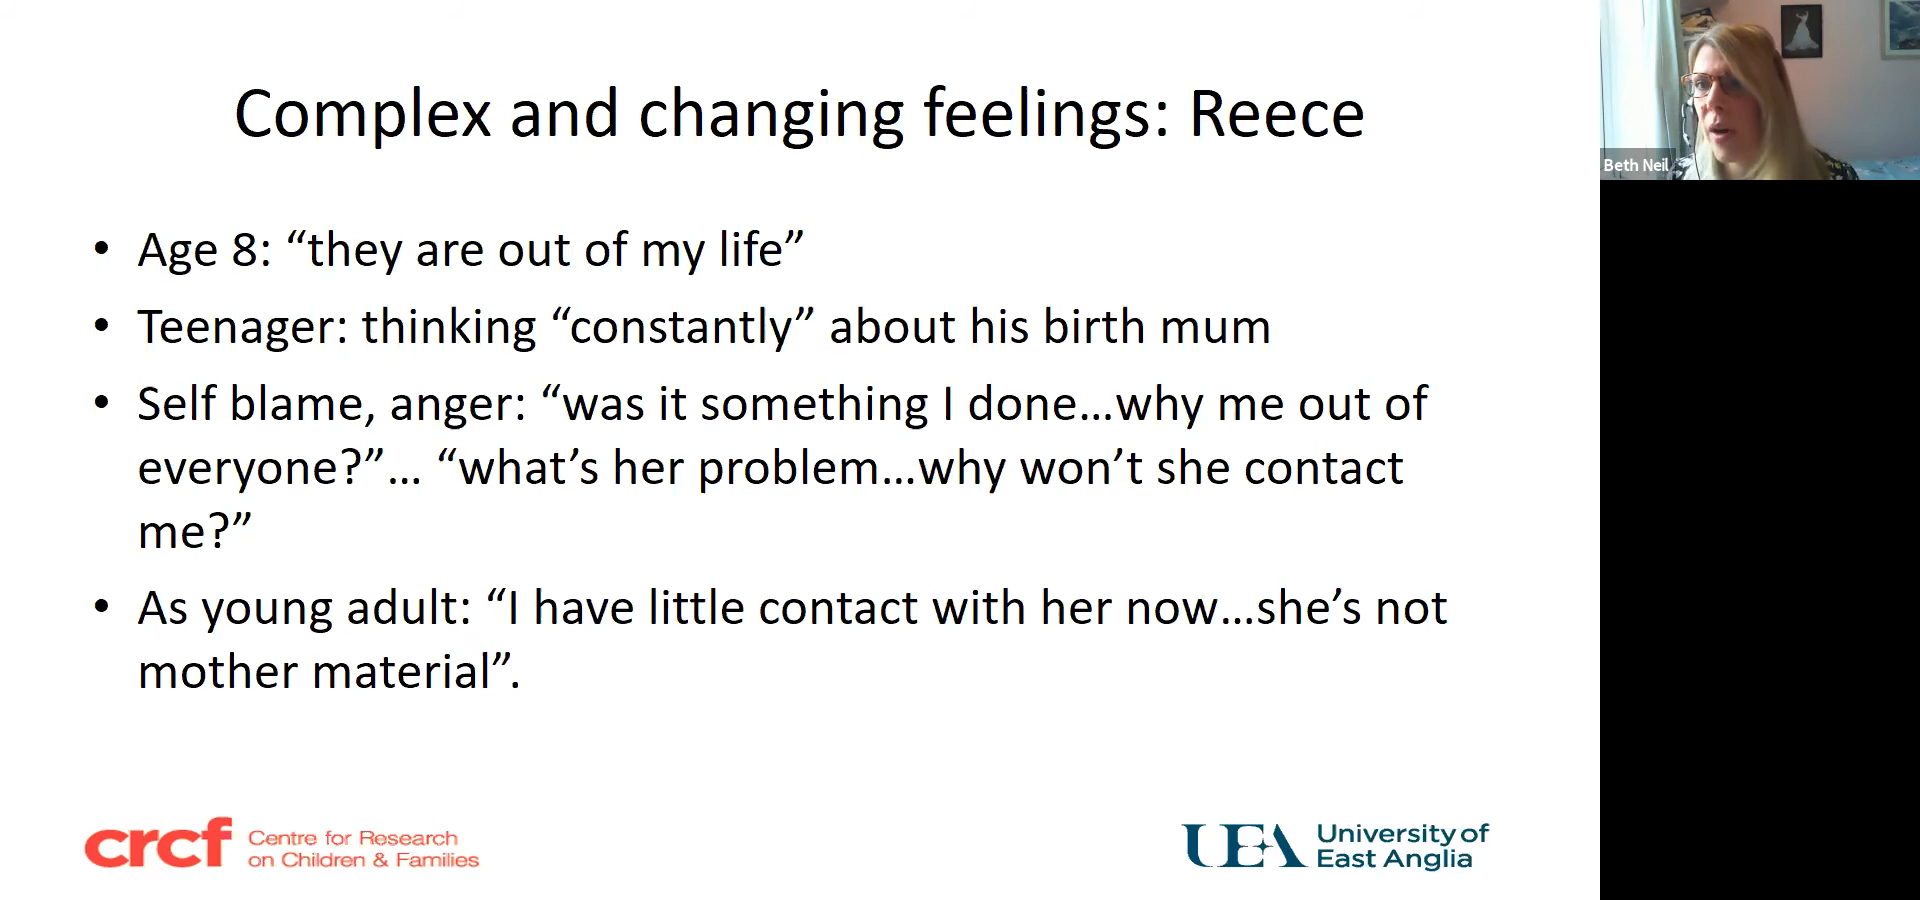 Complex and changing feelings: Reece
• Age 8: “they are out of my life”
• Teenager: thinking “constantly” about his birth mum
• Self blame, anger: “was it something I done…why me out of
everyone?”… “what’s her problem…why won’t she contact
me?”
• As young adult: “I have little contact with her now…she’s not
mother material”.
crcf
Centre for Research
on Children & Families
UEA
University of
East Anglia
Beth Neil